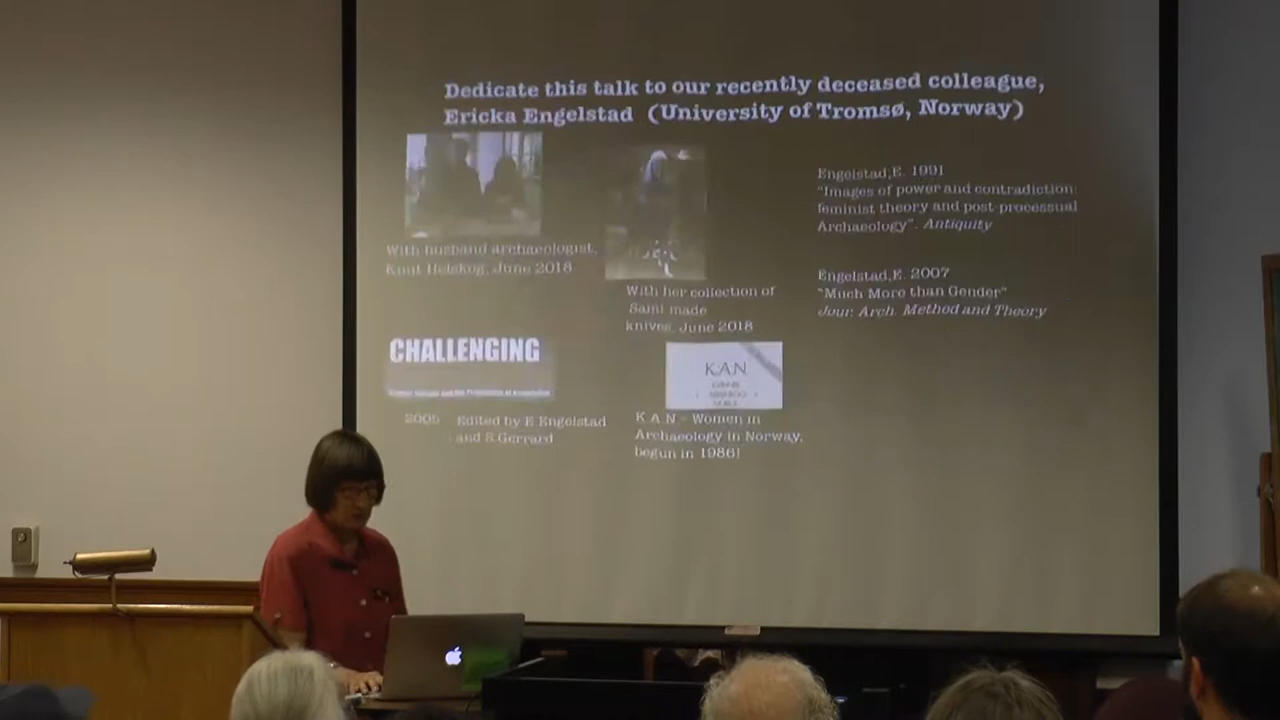 Dedicate this talk to our recently deceased colleague,
Ericka Engelstad (University of Tromsø, Norway)
With husband archaeologist,
Knut Helskog, June 2018
With her collection of
Sami made
knives, June 2018
Engelstad,E. 1991
"Images of power and contradiction:
feminist theory and post-processual
Archaeology". Antiquity
Engelstad,E. 2007
"Much More than Gender"
Jour. Arch. Method and Theory
CHALLENGING
2005 Edited by E Engelstad
and S.Gerrard
KAN
K A N - Women in
Archaeology in Norway,
begun in 1986!